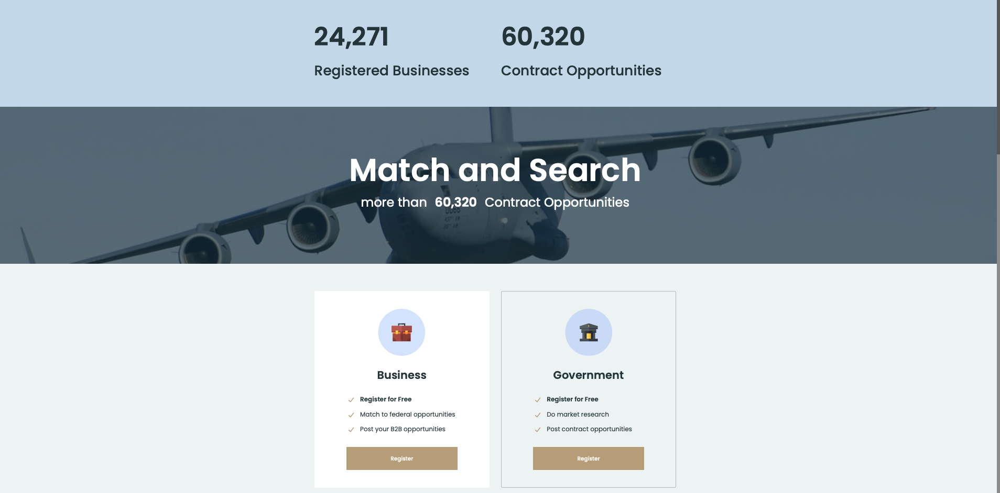 24,271
60,320
Registered Businesses
Contract Opportunities
Match and Search
more than 60,320 Contract Opportunities
Business
Register for Free
Match to federal opportunities
Post your B2B opportunities
Register
Government
Register for Free
Do market research
Post contract opportunities
Register